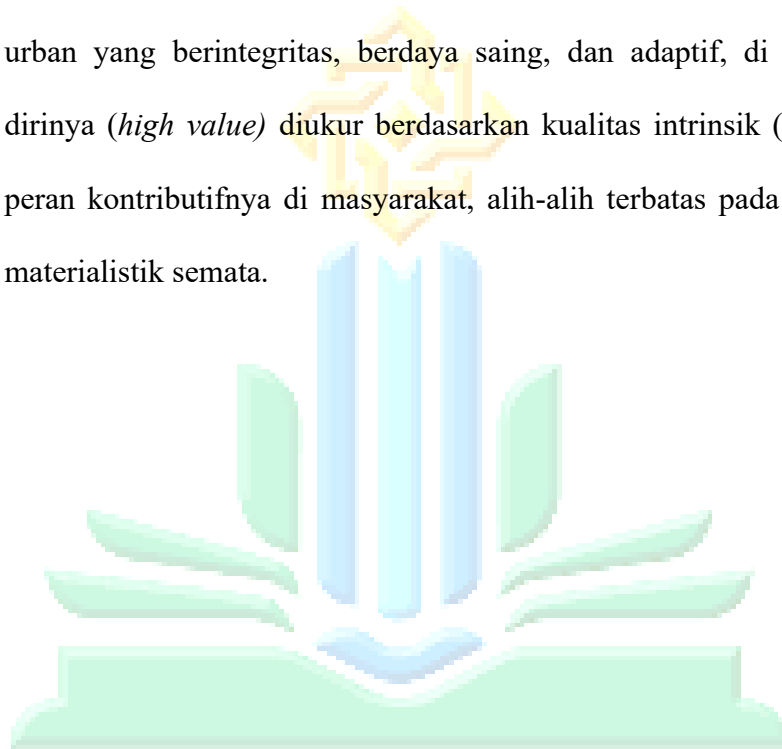 urban yang berintegritas, berdaya saing, dan adaptif, di
dirinya (high value) diukur berdasarkan kualitas intrinsik (
peran kontributifnya di masyarakat, alih-alih terbatas pada
materialistik semata.